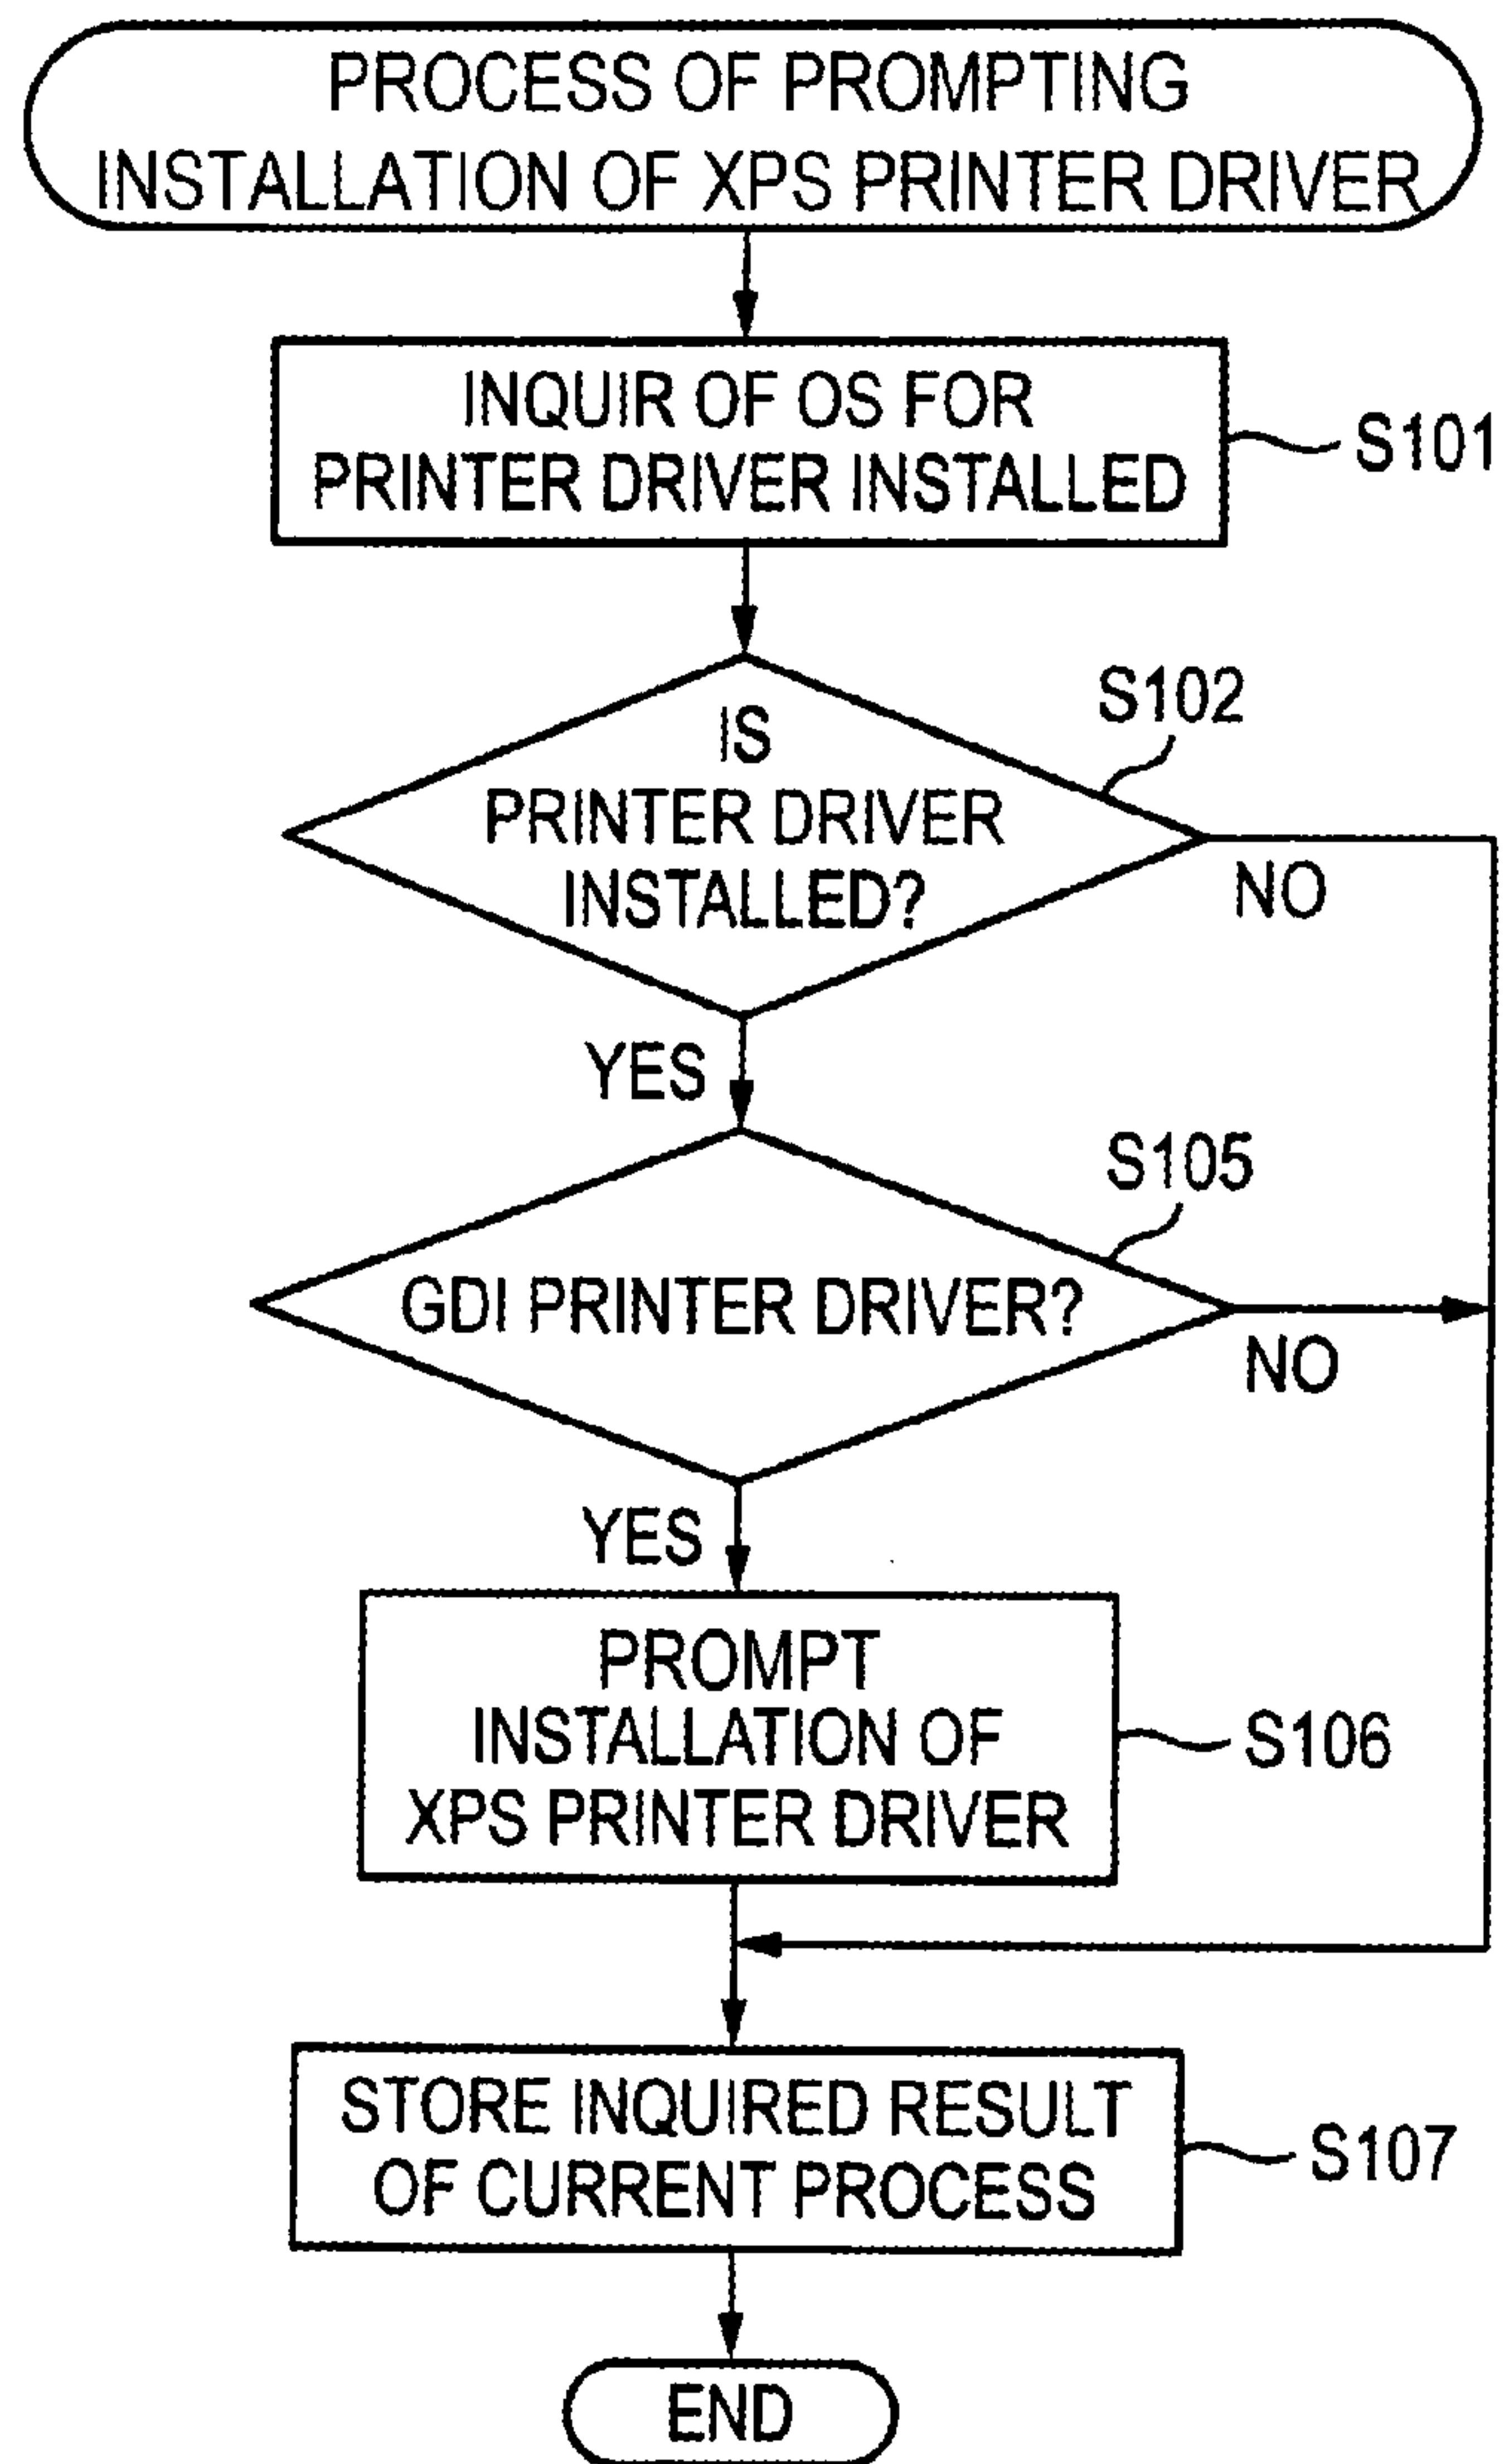 PROCESS OF PROMPTING
INSTALLATION OF XPS PRINTER DRIVER
INQUIR OF OS FOR
PRINTER DRIVER INSTALLED
S101
S102
IS
PRINTER DRIVER
INSTALLED?
NO
YES
S105
GDI PRINTER DRIVER?
NO
YES
PROMPT
INSTALLATION OF
XPS PRINTER DRIVER
S106
STORE INQUIRED RESULT
OF CURRENT PROCESS
S107
END